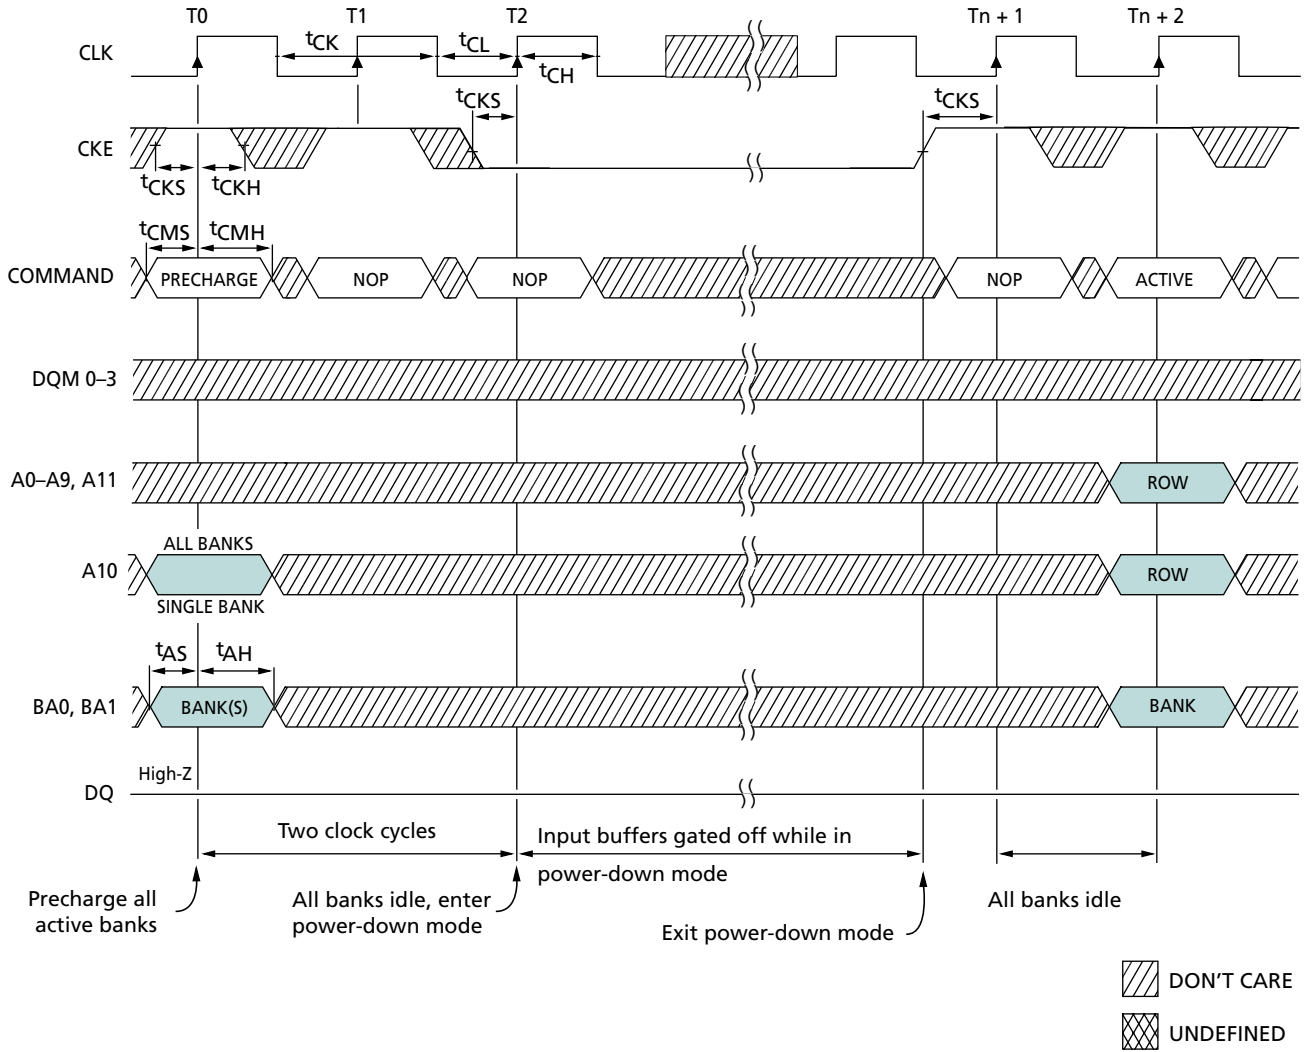 T0 T1 T2 Tn + 1 Tn + 2
CLK tCK tCL tCH
tCKS tCKS
CKE
tCKS tCKH
tCMS tCMH
COMMAND PRECHARGE NOP NOP NOP ACTIVE
DQM 0–3
A0–A9, A11 ROW
ALL BANKS
A10 ROW
SINGLE BANK
tAS tAH
BA0, BA1 BANK(S) BANK
High-Z
DQ
Two clock cycles
Input buffers gated off while in
power-down mode
Precharge all
active banks
All banks idle, enter
power-down mode
Exit power-down mode
All banks idle
DON'T CARE
UNDEFINED